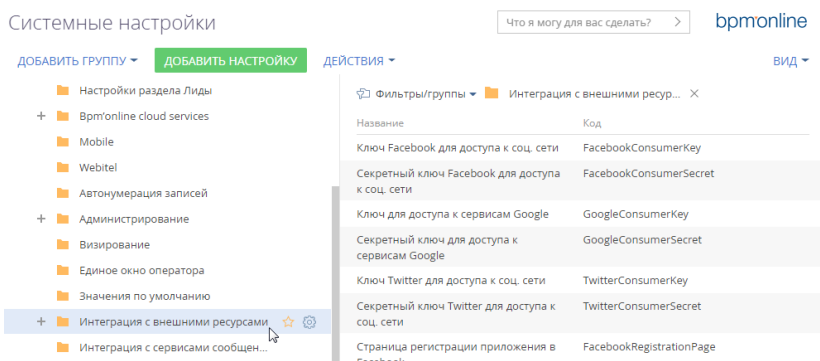 Системные настройки
Что я могу для вас сделать?
bpm'online
ДОБАВИТЬ ГРУППУ
ДОБАВИТЬ НАСТРОЙКУ
ДЕЙСТВИЯ
ВИД
Настройки раздела Лиды
Bpm'online cloud services
Mobile
Webitel
Автонумерация записей
Администрирование
Визирование
Единое окно оператора
Значения по умолчанию
Интеграция с внешними ресурсами
Интеграция с сервисами сообщен...
Фильтры/группы
Интеграция с внешними ресур...
Название Код
Ключ Facebook для доступа к соц. сети FacebookConsumerKey
Секретный ключ Facebook для доступа FacebookConsumerSecret
к соц. сети
Ключ для доступа к сервисам Google GoogleConsumerKey
Секретный ключ для доступа к GoogleConsumerSecret
сервисам Google
Ключ Twitter для доступа к соц. сети TwitterConsumerKey
Секретный ключ Twitter для доступа к TwitterConsumerSecret
соц. сети
Страница регистрации приложения в FacebookRegistrationPage
Facebook